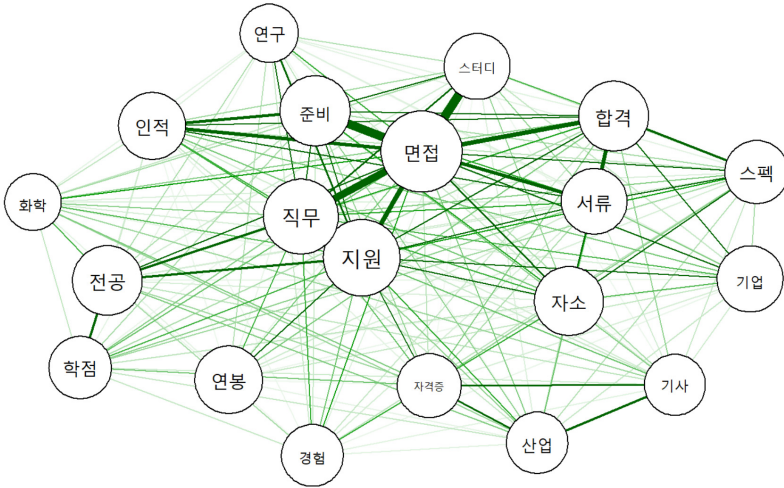 연구
스터디
준비
합격
인적
면접
스펙
서류
화학
직무
지원
전공
기업
자소
학점
연봉
자격증
기사
산업
경험